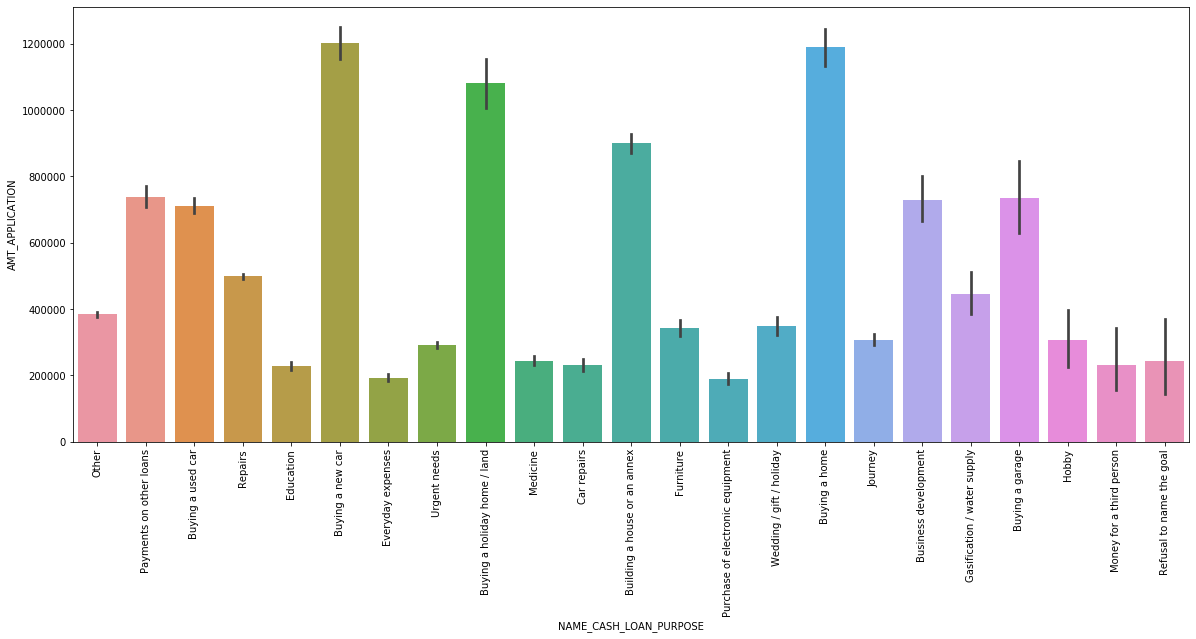 AMT_APPLICATION
1200000
1000000
800000
600000
400000
200000
0
Other
Payments on other loans
Buying a used car
Repairs
Education
Buying a new car
Everyday expenses
Urgent needs
Buying a holiday home / land
Medicine
Car repairs
Building a house or an annex
Furniture
Purchase of electronic equipment
Wedding / gift / holiday
Buying a home
Journey
Business development
Gasification / water supply
Buying a garage
Hobby
Money for a third person
Refusal to name the goal
NAME_CASH_LOAN_PURPOSE